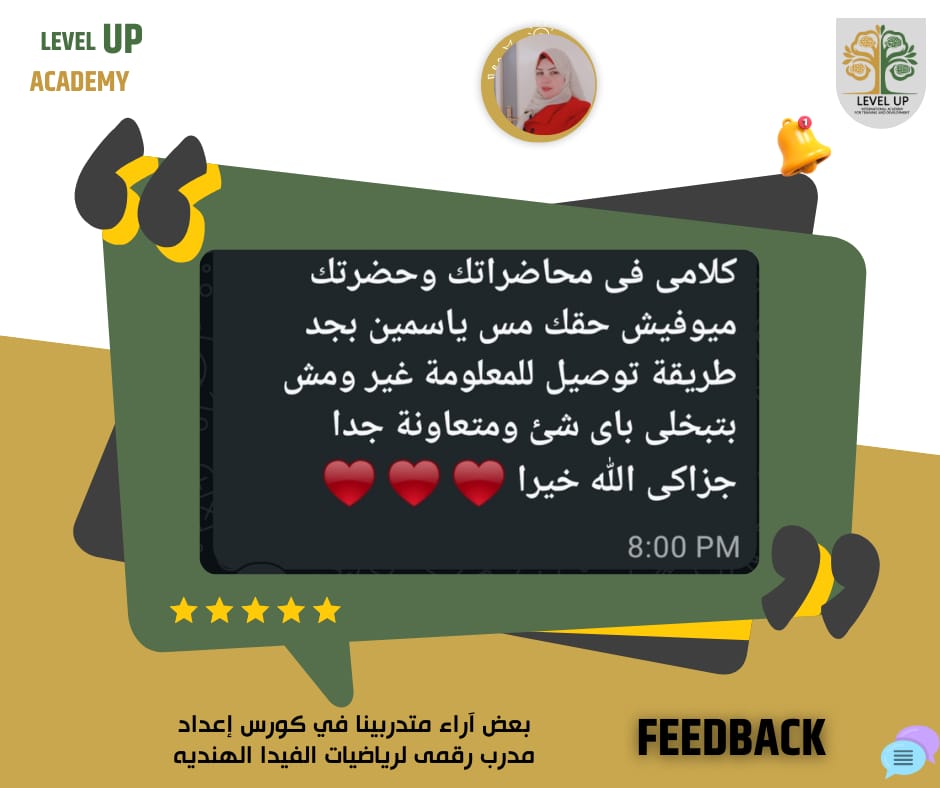 LEVEL UP
ACADEMY
LEVEL UP
INTERNATIONAL ACADEMY
FOR TRAINING AND DEVELOPMENT
1
كلامى فى محاضراتك وحضرتك
ميوفيش حقك مس ياسمين بجد
طريقة توصيل للمعلومة غير ومش
بتبخلى باى شئ ومتعاونة جدا
جزاكى الله خيرا
8:00 PM
بعض آراء متدربينا في كورس إعداد
مدرب رقمى لرياضيات الفيدا الهنديه
FEEDBACK